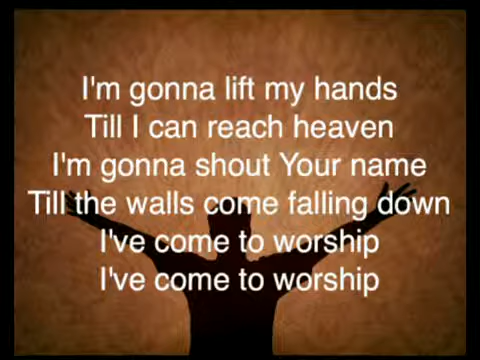 I'm gonna lift my hands
Till I can reach heaven
I'm gonna shout Your name
Till the walls come falling down
I've come to worship
I've come to worship